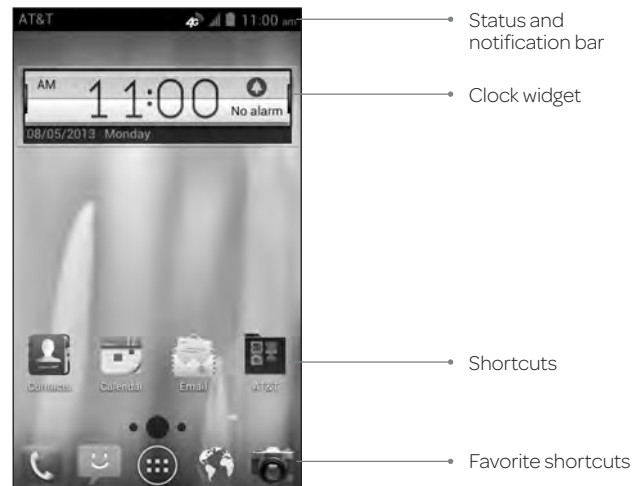 AT&T 4G 11:00 am
Status and
notification bar
AM 11:00 No alarm
Clock widget
08/05/2013 Monday
Contacts Calendar Email AT&T
Shortcuts
Favorite shortcuts